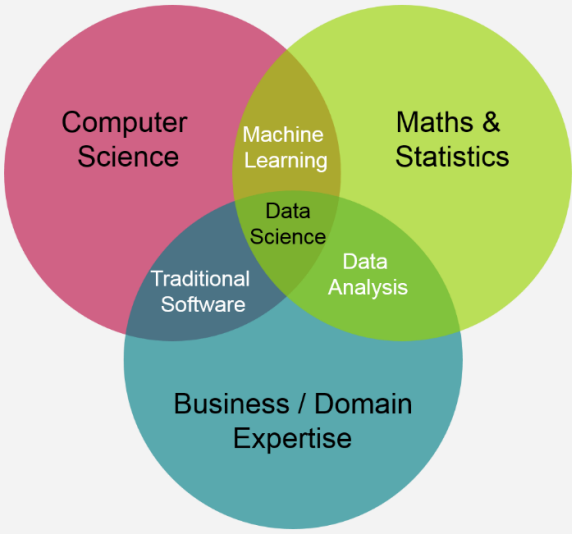 Computer
Science
Maths &
Statistics
Machine
Learning
Data
Science
Traditional
Software
Data
Analysis
Business / Domain
Expertise